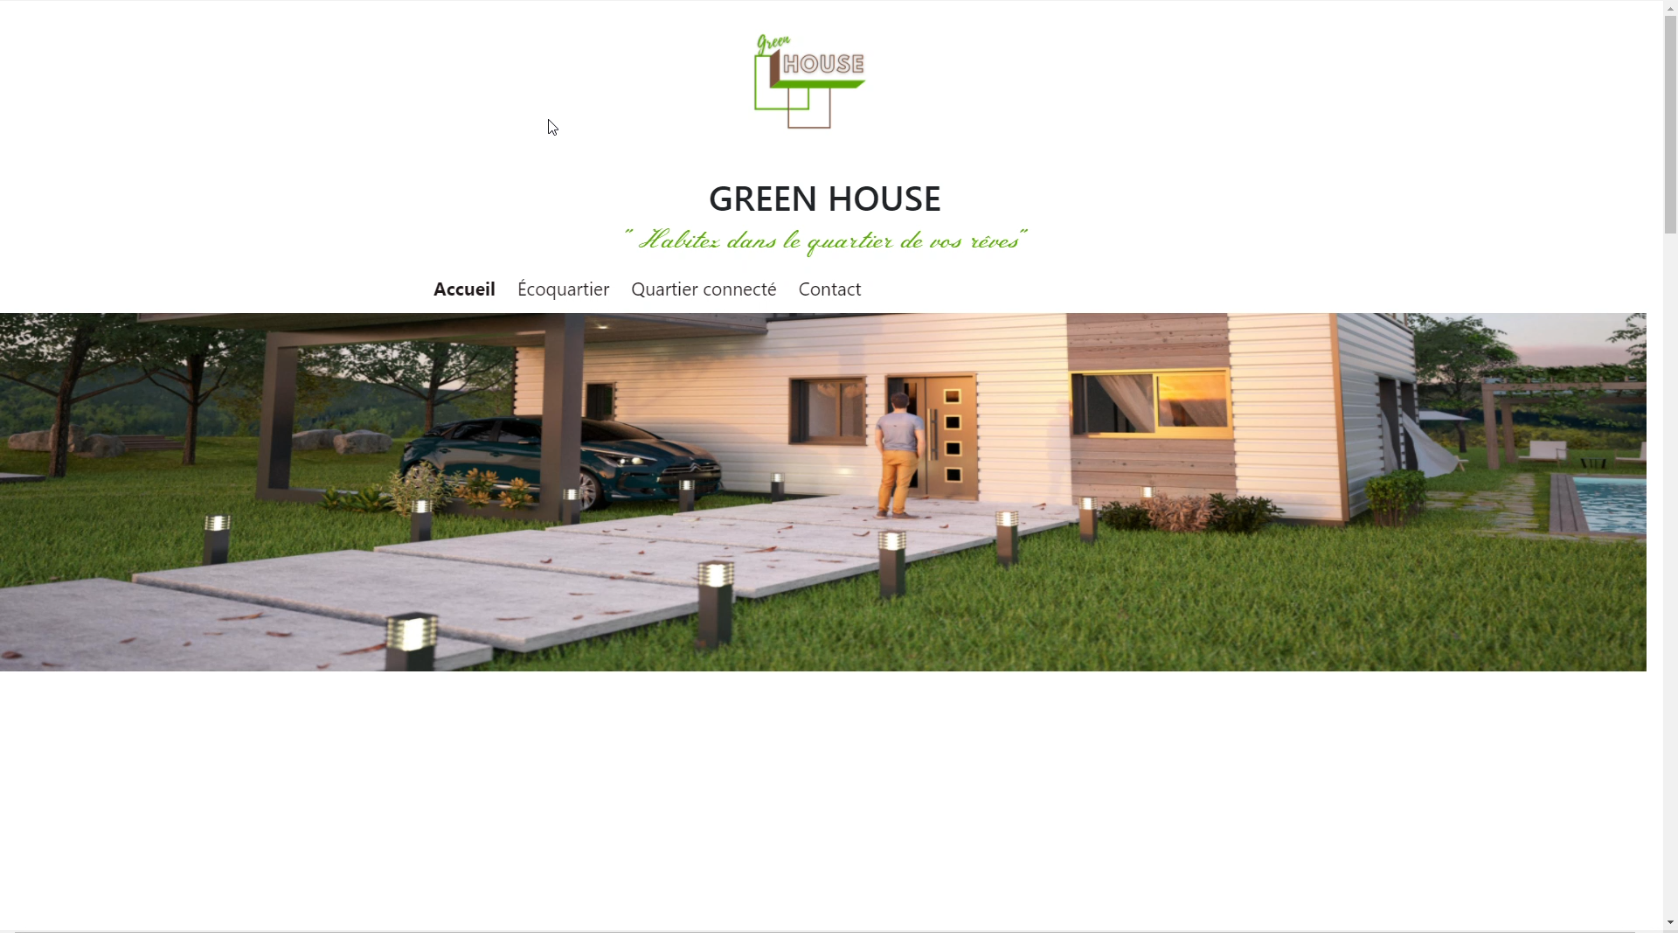 Green
HOUSE
GREEN HOUSE
" Habitez dans le quartier de vos rêves"
Accueil Écoquartier Quartier connecté Contact